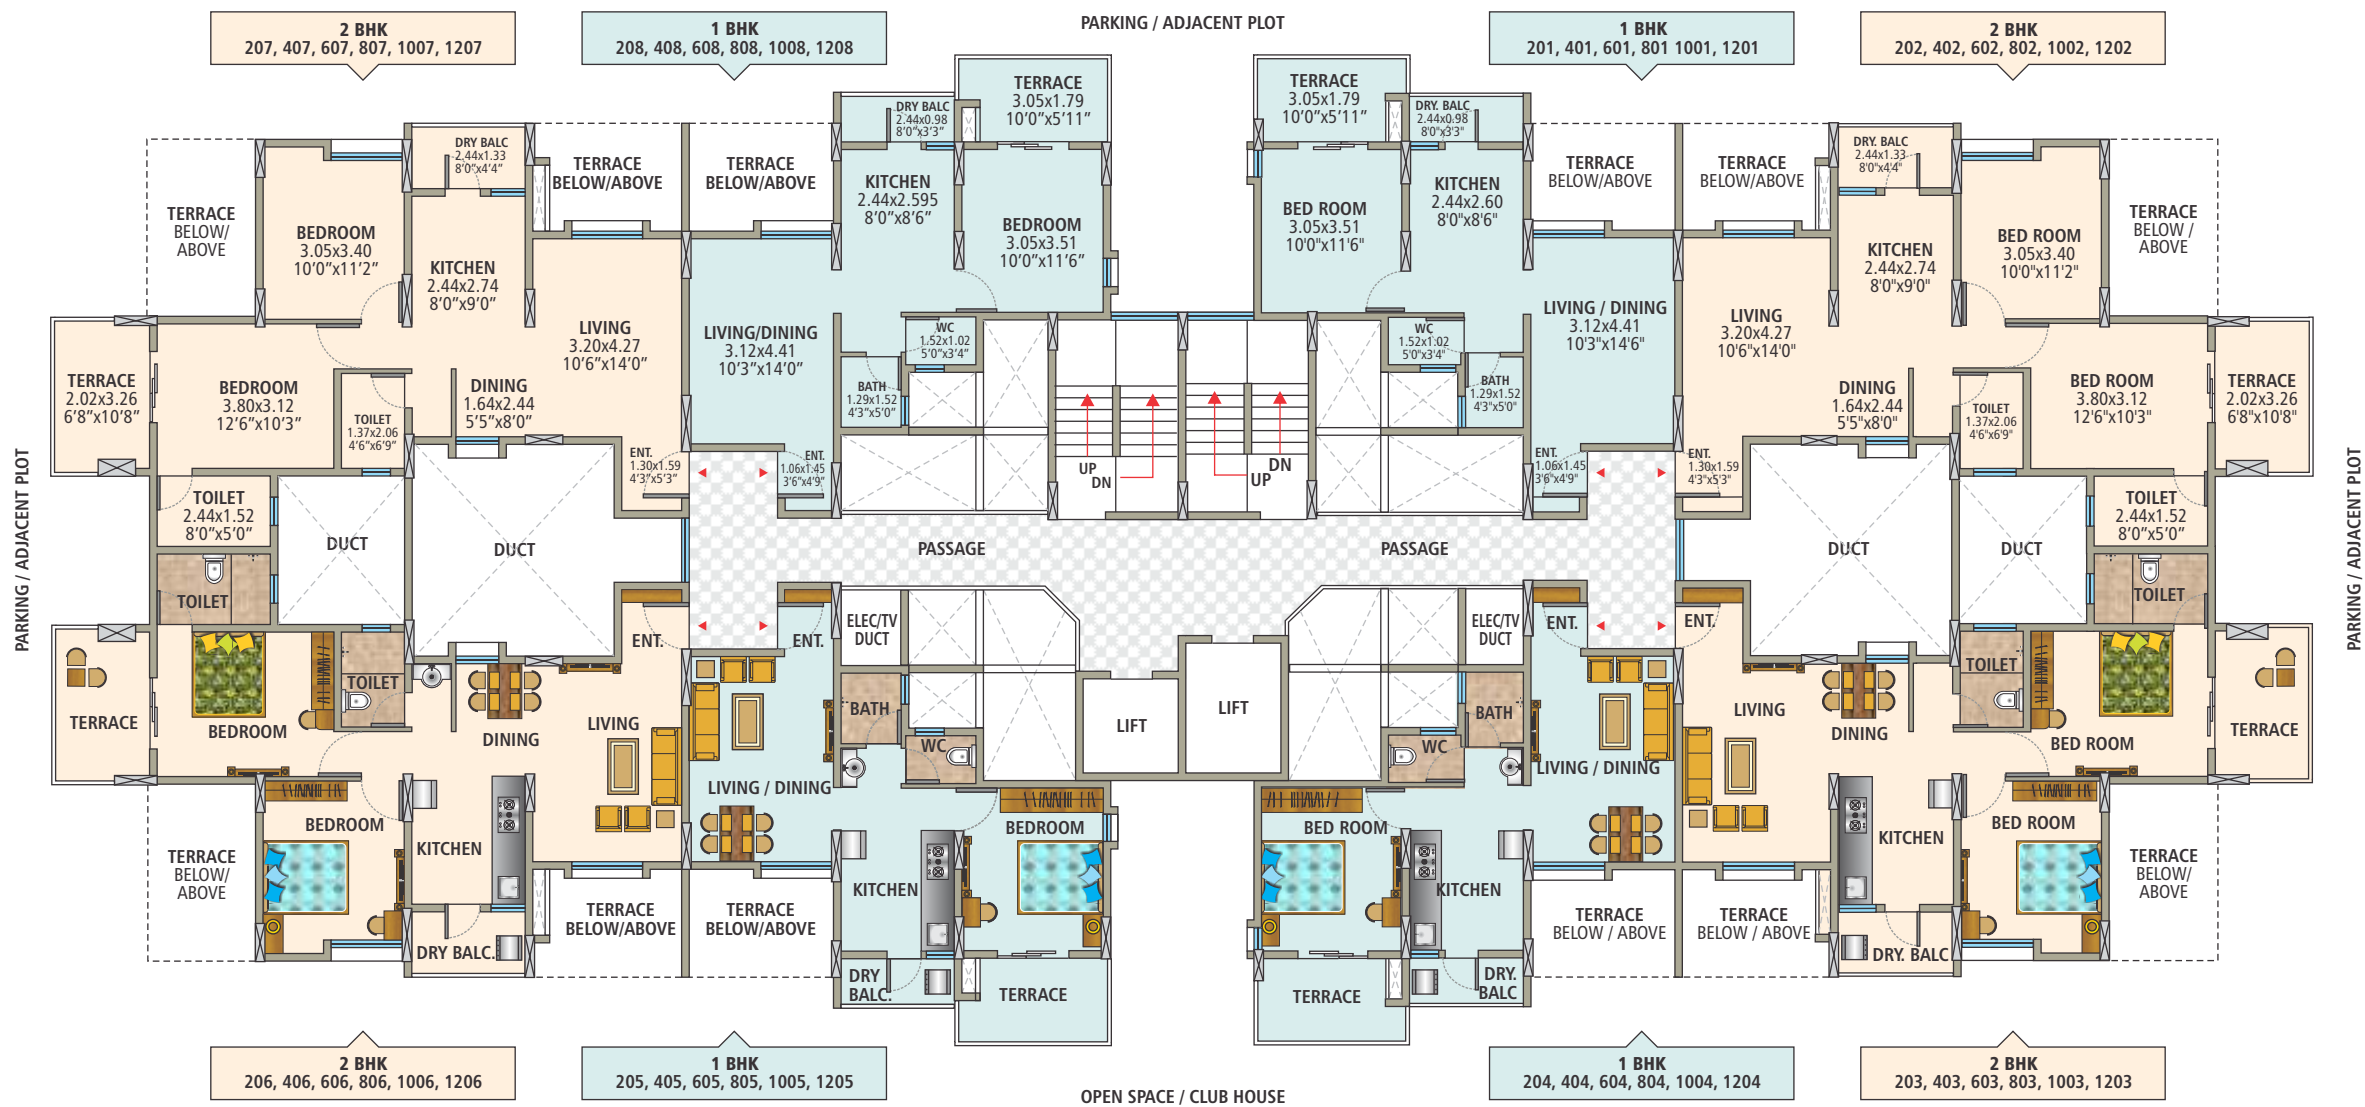 2 BHK
207, 407, 607, 807, 1007, 1207
1 BHK
208, 408, 608, 808, 1008, 1208
PARKING / ADJACENT PLOT
1 BHK
201, 401, 601, 801 1001, 1201
2 BHK
202, 402, 602, 802, 1002, 1202
TERRACE
BELOW/
ABOVE
BEDROOM
3.05x3.40
10’0”x11’2”
DRY BALC
2.44x1.33
8’0”x4’4”
KITCHEN
2.44x2.74
8’0”x9’0”
TERRACE
BELOW/ABOVE
LIVING
3.20x4.27
10’6”x14’0”
TERRACE
BELOW/ABOVE
LIVING/DINING
3.12x4.41
10’3”x14’0”
DRY BALC
2.44x0.98
8’0”x3’3”
KITCHEN
2.44x2.595
8’0”x8’6”
TERRACE
3.05x1.79
10’0”x5’11”
BEDROOM
3.05x3.51
10’0”x11’6”
WC
1.52x1.02
5’0”x3’4”
BATH
1.29x1.52
4’3”x5’0”
TERRACE
2.02x3.26
6’8”x10’8”
BEDROOM
3.80x3.12
12’6”x10’3”
TOILET
1.37x2.06
4’6”x6’9”
DINING
1.64x2.44
5’5”x8’0”
ENT.
1.30x1.59
4’3”x5’3”
ENT.
1.06x1.45
3’6”x4’9”
TOILET
2.44x1.52
8’0”x5’0”
DUCT
DUCT
UP
DN
UP
DN
TERRACE
3.05x1.79
10'0"x5'11"
DRY. BALC
2.44x0.98
8'0"x3'3"
BED ROOM
3.05x3.51
10'0"x11'6"
KITCHEN
2.44x2.60
8'0"x8'6"
TERRACE
BELOW/ABOVE
TERRACE
BELOW/ABOVE
DRY. BALC
2.44x1.33
8'0"x4'4"
LIVING / DINING
3.12x4.41
10'3"x14'6"
LIVING
3.20x4.27
10'6"x14'0"
KITCHEN
2.44x2.74
8'0"x9'0"
BED ROOM
3.05x3.40
10'0"x11'2"
TERRACE
BELOW /
ABOVE
WC
1.52x1.02
5'0"x3'4"
BATH
1.29x1.52
4'3"x5'0"
DINING
1.64x2.44
5'5"x8'0"
TOILET
1.37x2.06
4'6"x6'9"
BED ROOM
3.80x3.12
12'6"x10'3"
TERRACE
2.02x3.26
6'8"x10'8"
ENT.
1.06x1.45
3'6"x4'9"
ENT.
1.30x1.59
4'3"x5'3"
TOILET
2.44x1.52
8'0"x5'0"
DUCT
DUCT
PARKING / ADJACENT PLOT
PASSAGE
PASSAGE
PARKING / ADJACENT PLOT
TOILET
TERRACE
BEDROOM
TOILET
DINING
LIVING
ENT.
ENT.
ELEC/TV
DUCT
BATH
WC
LIFT
LIFT
BEDROOM
KITCHEN
LIVING / DINING
KITCHEN
BEDROOM
TERRACE
BELOW/
ABOVE
DRY BALC.
TERRACE
BELOW/ABOVE
TERRACE
BELOW/ABOVE
DRY
BALC.
TERRACE
ELEC/TV
DUCT
ENT.
ENT.
BATH
WC
LIVING / DINING
LIVING
DINING
TOILET
TOILET
BED ROOM
TERRACE
BED ROOM
KITCHEN
KITCHEN
BED ROOM
TERRACE
BELOW/
ABOVE
TERRACE
DRY.
BALC
TERRACE
BELOW / ABOVE
TERRACE
BELOW / ABOVE
DRY. BALC
2 BHK
206, 406, 606, 806, 1006, 1206
1 BHK
205, 405, 605, 805, 1005, 1205
OPEN SPACE / CLUB HOUSE
1 BHK
204, 404, 604, 804, 1004, 1204
2 BHK
203, 403, 603, 803, 1003, 1203